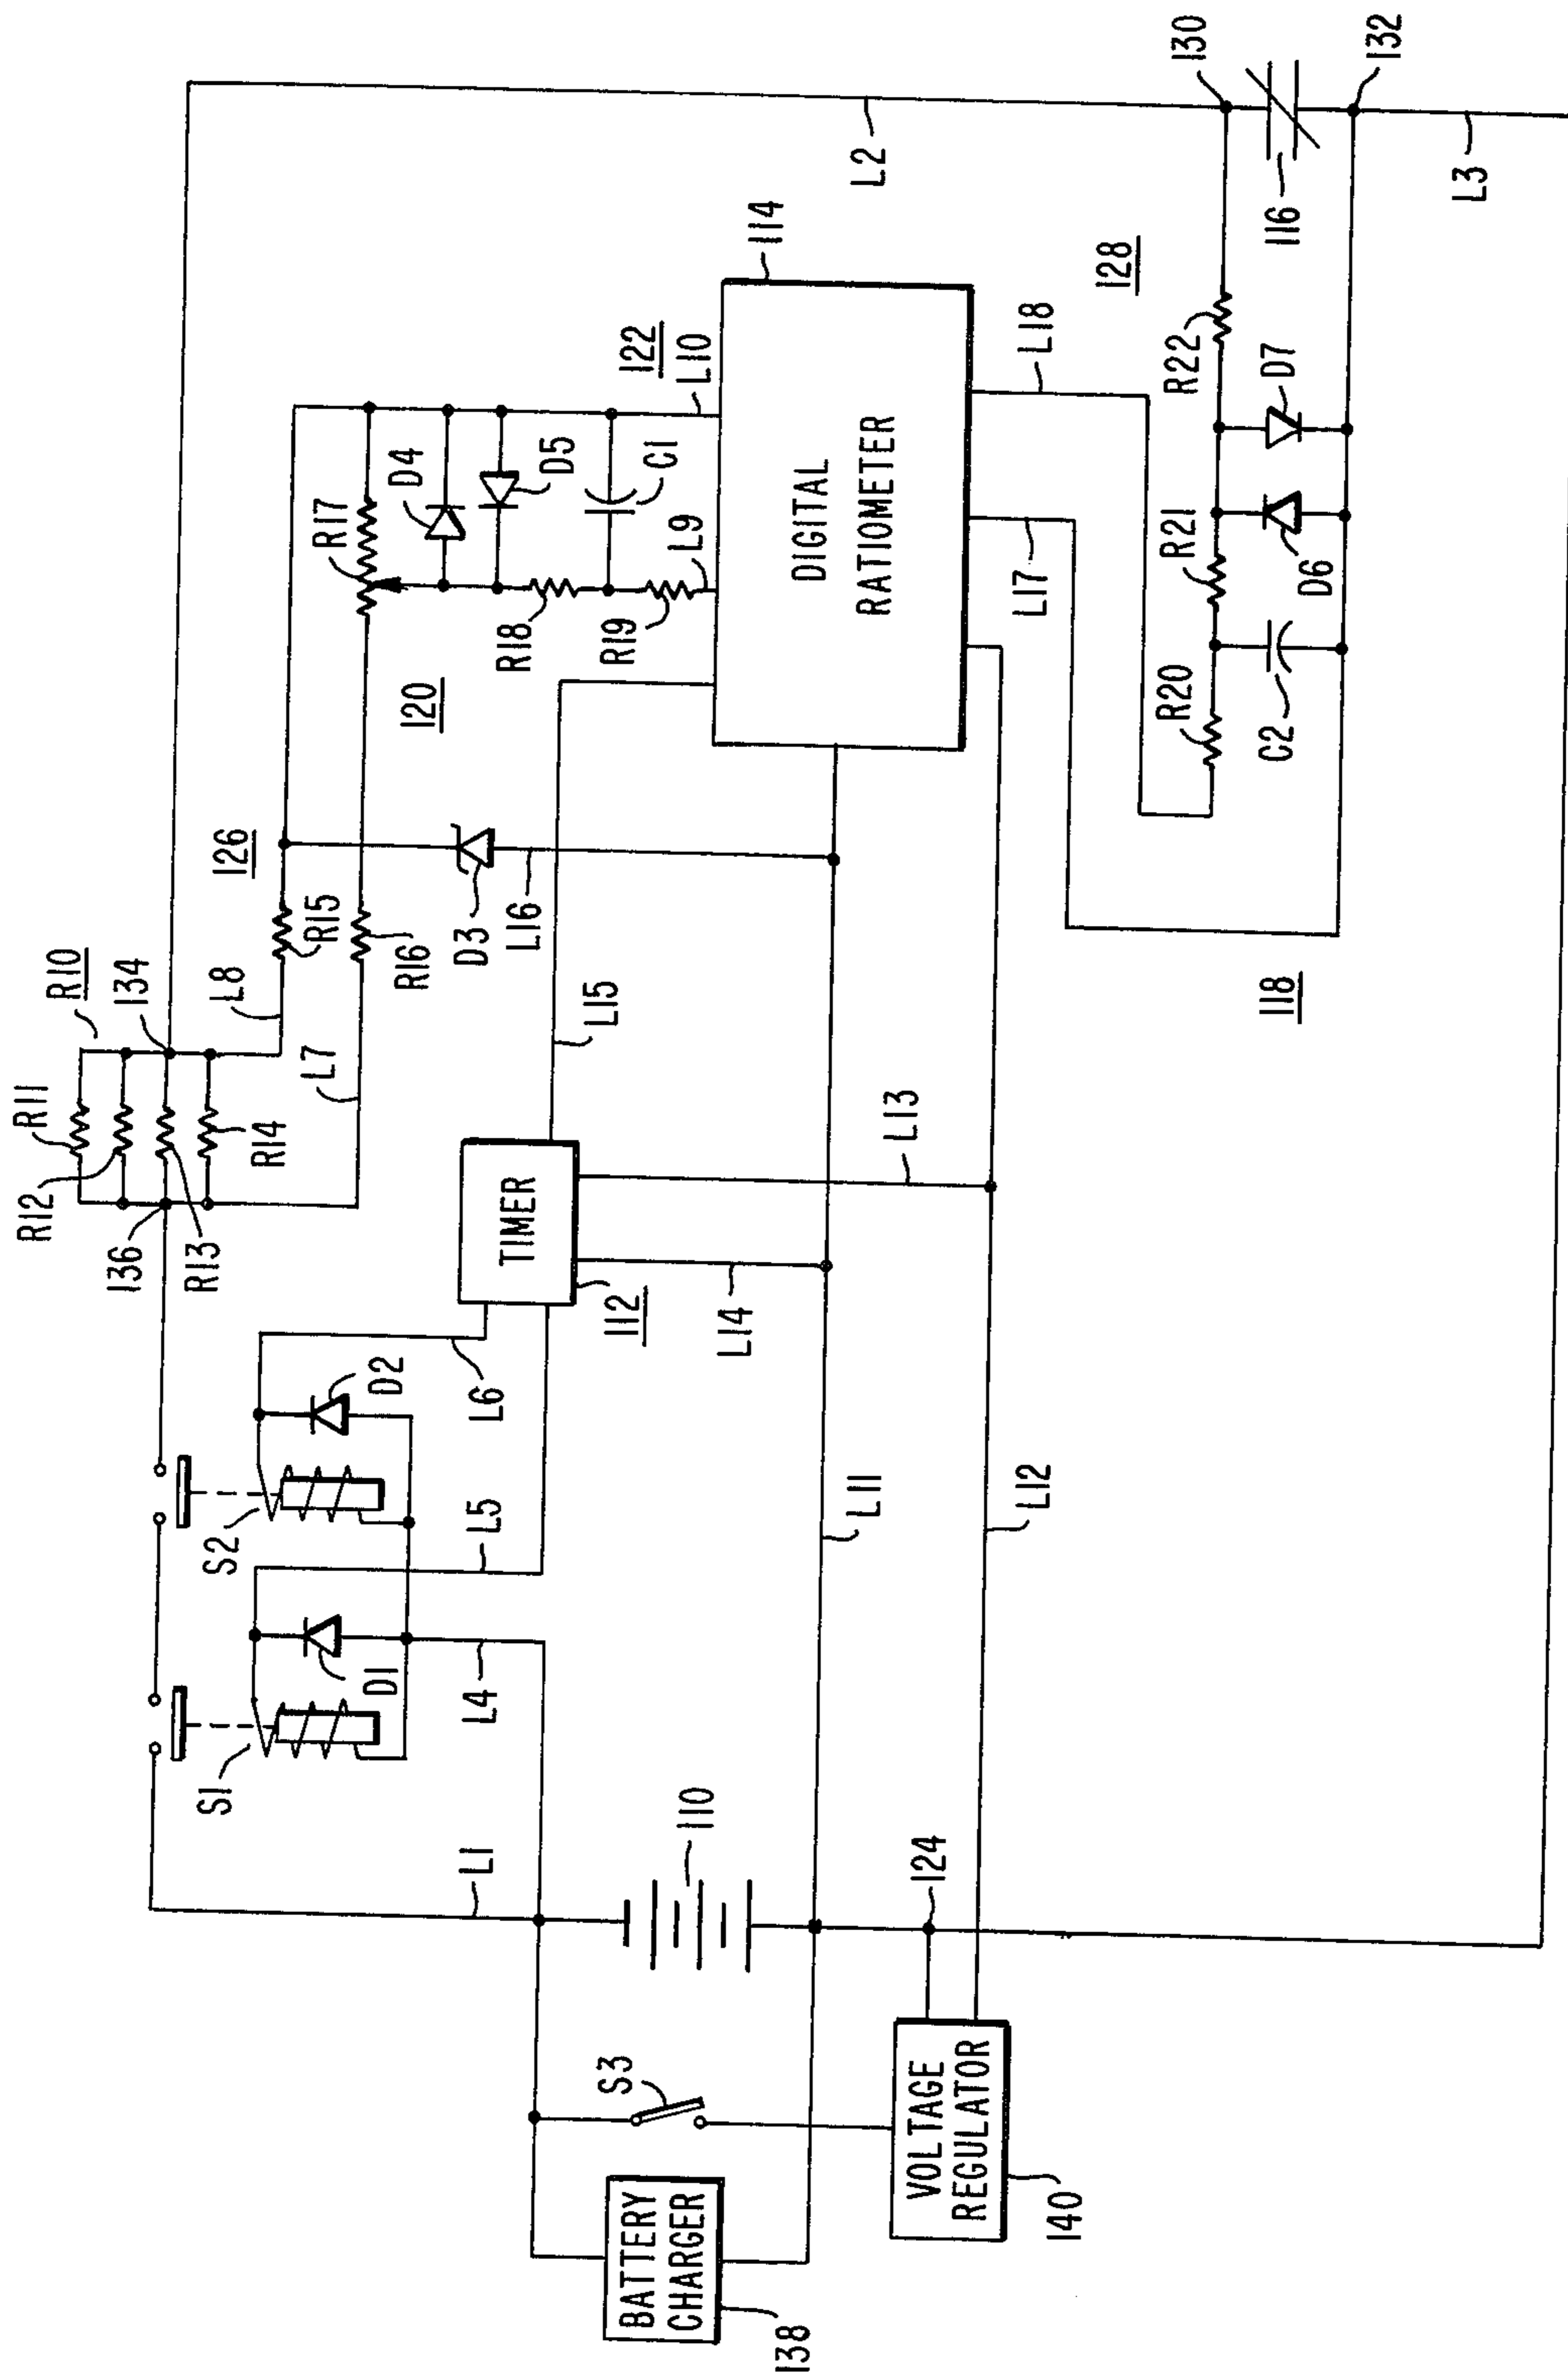 R11
R10
R12
134
136
R13
R14
L8
L7
126
R15
R16
R17
D4
D5
C1
122
L10
120
R18
R19
L9
D3
L16
L15
S1
S2
D1
D2
L4
L5
L6
TIMER
112
L14
L13
DIGITAL
RATIOMETER
114
L2
L1
110
L11
L12
124
S3
BATTERY
CHARGER
138
VOLTAGE
REGULATOR
140
L17
L18
128
118
R20
R21
R22
C2
D6
D7
116
130
132
L3